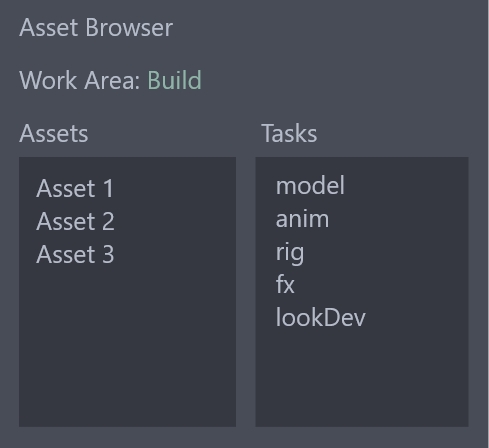 Asset Browser
Work Area: Build
Assets
Asset 1
Asset 2
Asset 3
Tasks
model
anim
rig
fx
lookDev